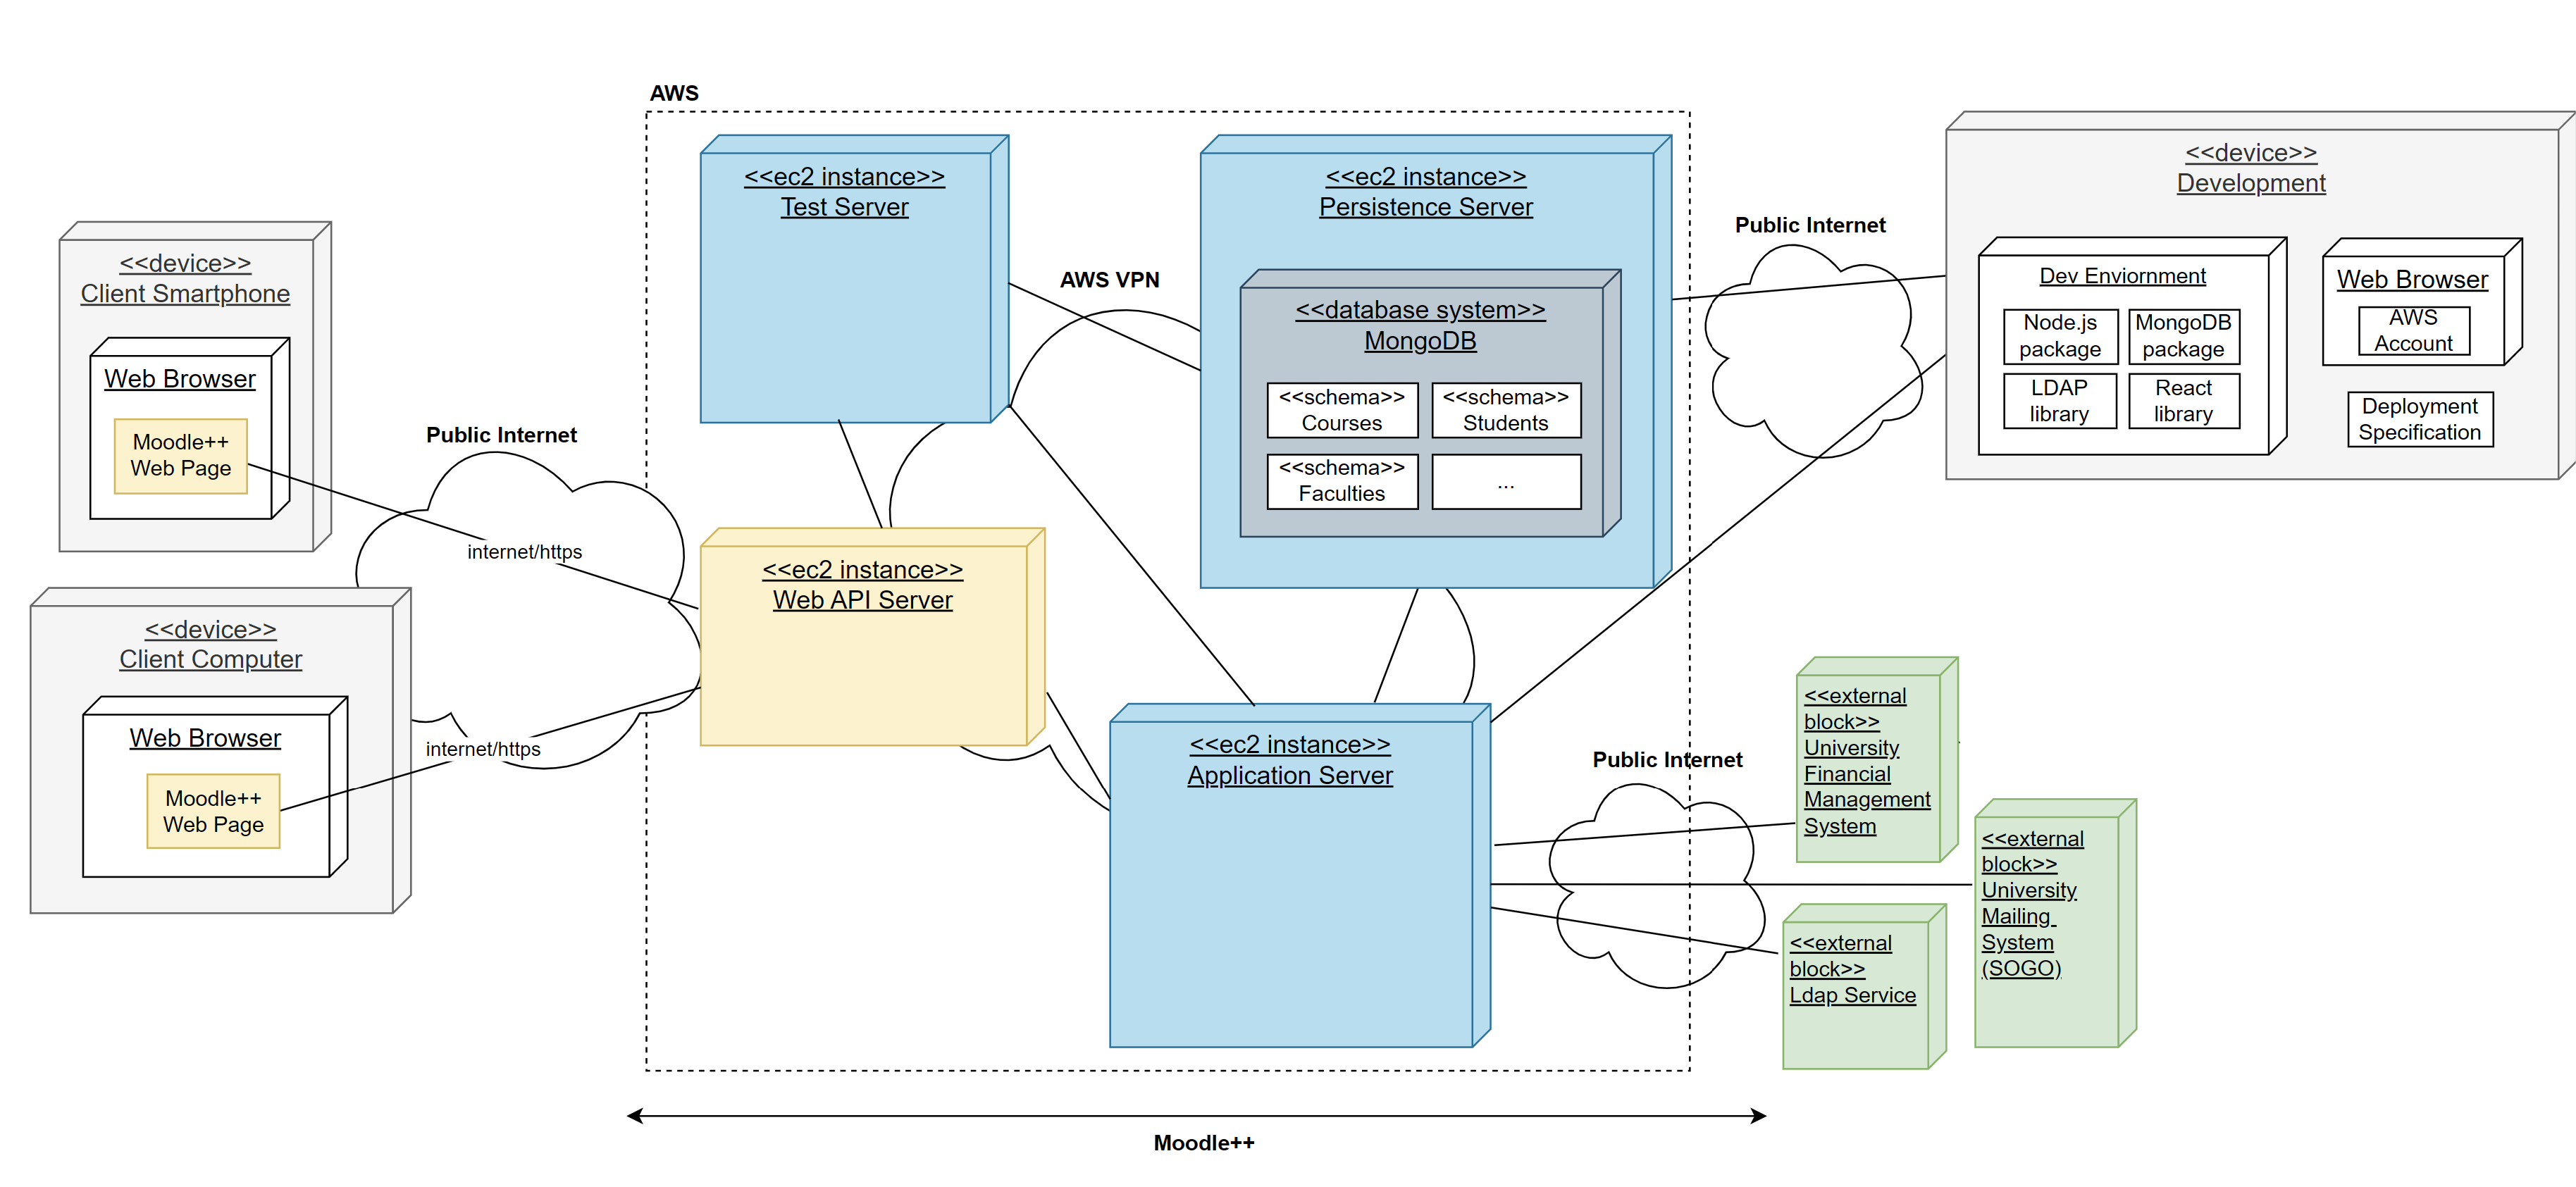 AWS
<<ec2 instance>>
Test Server
<<ec2 instance>>
Persistence Server
<<database system>>
MongoDB
<<schema>>
Courses
<<schema>>
Students
<<schema>>
Faculties
...
AWS VPN
<<device>>
Client Smartphone
Web Browser
Moodle++
Web Page
Public Internet
internet/https
<<device>>
Client Computer
Web Browser
Moodle++
Web Page
internet/https
<<ec2 instance>>
Web API Server
<<ec2 instance>>
Application Server
Public Internet
<<device>>
Development
Dev Enviornment
Node.js
package
MongoDB
package
LDAP
library
React
library
Web Browser
AWS
Account
Deployment
Specification
Public Internet
<<external
block>>
University
Financial
Management
System
<<external
block>>
University
Mailing
System
(SOGO)
<<external
block>>
Ldap Service
Moodle++